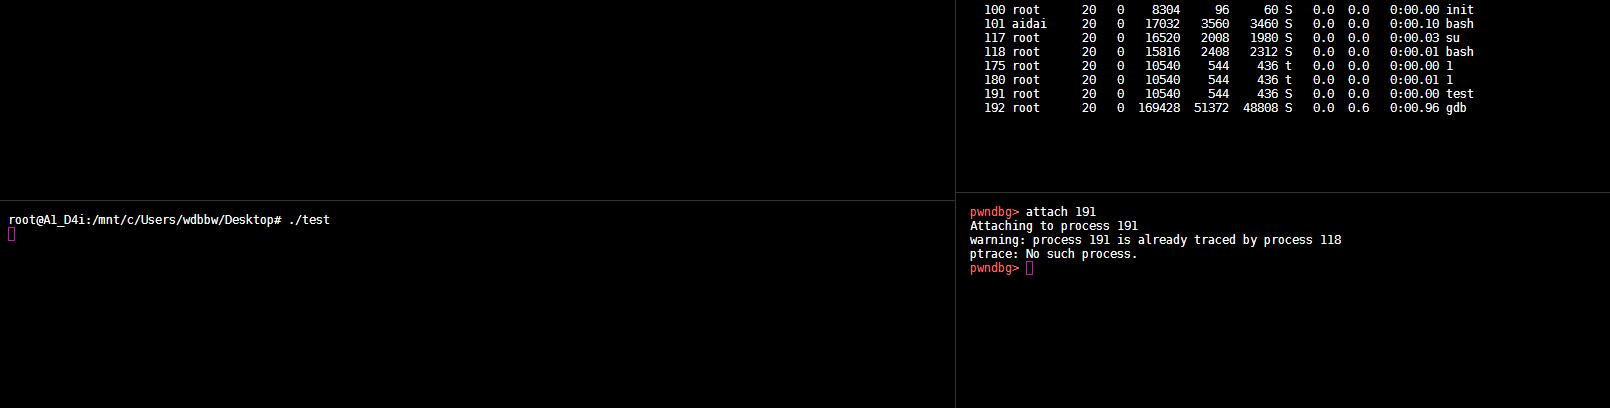 100 root 20 0 8304 96 60 S 0.0 0.0 0:00.00 init
101 aidai 20 0 17032 3560 3460 S 0.0 0.0 0:00.10 bash
117 root 20 0 16520 2008 1980 S 0.0 0.0 0:00.03 su
118 root 20 0 15816 2408 2312 S 0.0 0.0 0:00.01 bash
175 root 20 0 10540 544 436 t 0.0 0.0 0:00.00 1
180 root 20 0 10540 544 436 t 0.0 0.0 0:00.01 1
191 root 20 0 10540 544 436 S 0.0 0.0 0:00.00 test
192 root 20 0 169428 51372 48808 S 0.0 0.6 0:00.96 gdb
root@A1_D4i:/mnt/c/Users/wdbbw/Desktop# ./test
pwndbg> attach 191
Attaching to process 191
warning: process 191 is already traced by process 118
ptrace: No such process.
pwndbg>